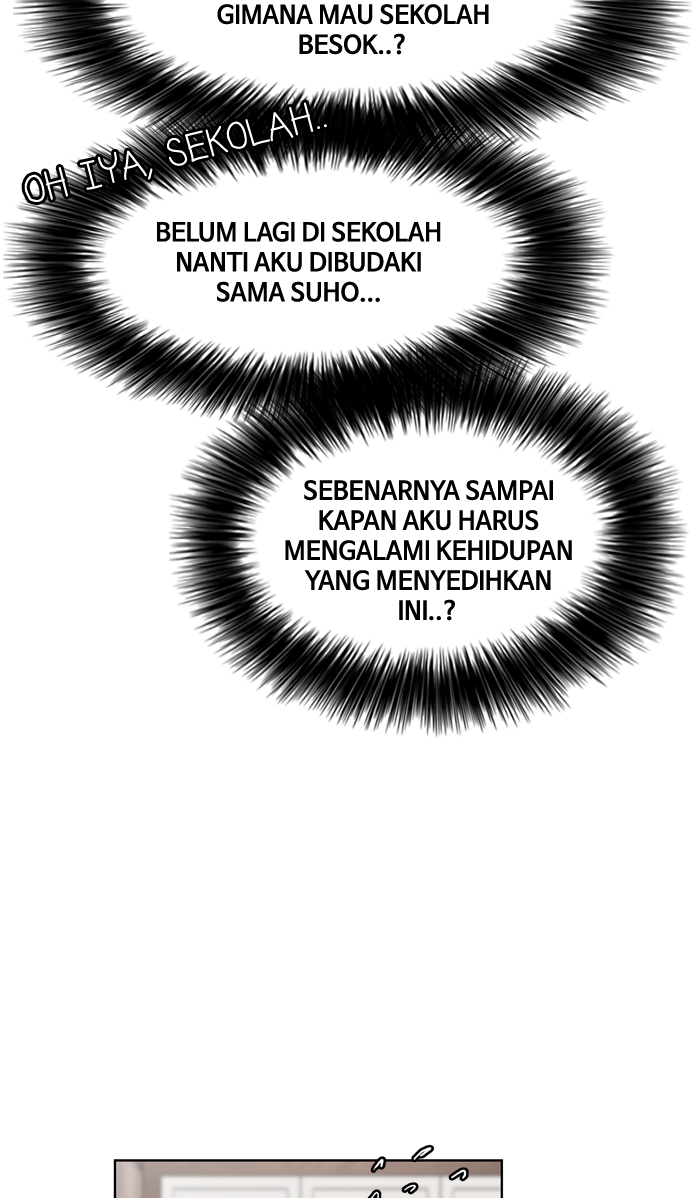 GIMANA MAU SEKOLAH
BESOK..?
OH IYA, SEKOLAH..
BELUM LAGI DI SEKOLAH
NANTI AKU DIBUDAKI
SAMA SUHO...
SEBENARNYA SAMPAI
KAPAN AKU HARUS
MENGALAMI KEHIDUPAN
YANG MENYEDIHKAN
INI..?